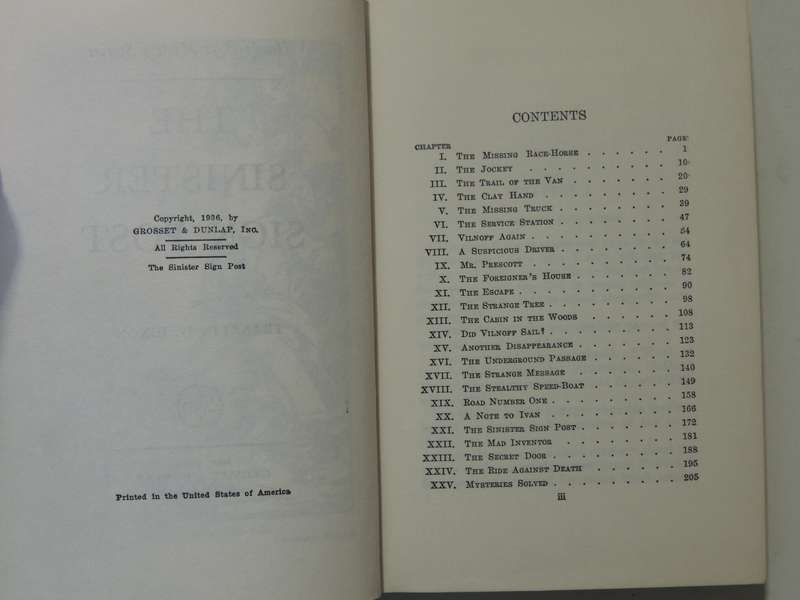 Copyright, 1936, by
GROSSET & DUNLAP, INC.
All Rights Reserved
The Sinister Sign Post
Printed in the United States of America
CONTENTS
CHAPTER PAGE
I. THE MISSING RACE-HORSE . . . . . . 1
II. THE JOCKEY . . . . . . . . . . 10
III. THE TRAIL OF THE VAN . . . . . . . 20
IV. THE CLAY HAND . . . . . . . . . 29
V. THE MISSING TRUCK . . . . . . . . 39
VI. THE SERVICE STATION . . . . . . . . 47
VII. VILNOFF AGAIN . . . . . . . . . . 54
VIII. A SUSPICIOUS DRIVER . . . . . . . . 64
IX. MR. PRESCOTT . . . . . . . . . . 74
X. THE FOREIGNER'S HOUSE . . . . . . . 82
XI. THE ESCAPE . . . . . . . . . . . 90
XII. THE STRANGE TREE . . . . . . . . . 98
XIII. THE CABIN IN THE WOODS . . . . . . 108
XIV. DID VILNOFF SAIL? . . . . . . . . . 113
XV. ANOTHER DISAPPEARANCE . . . . . . . 123
XVI. THE UNDERGROUND PASSAGE . . . . . . 132
XVII. THE STRANGE MESSAGE . . . . . . . 140
XVIII. THE STEALTHY SPEED-BOAT . . . . . . 149
XIX. ROAD NUMBER ONE . . . . . . . . . 158
XX. A NOTE TO IVAN . . . . . . . . . 166
XXI. THE SINISTER SIGN POST . . . . . . . 172
XXII. THE MAD INVENTOR . . . . . . . . 181
XXIII. THE SECRET DOOR . . . . . . . . . 188
XXIV. THE RIDE AGAINST DEATH . . . . . . 195
XXV. MYSTERIES SOLVED . . . . . . . . . 205
iii